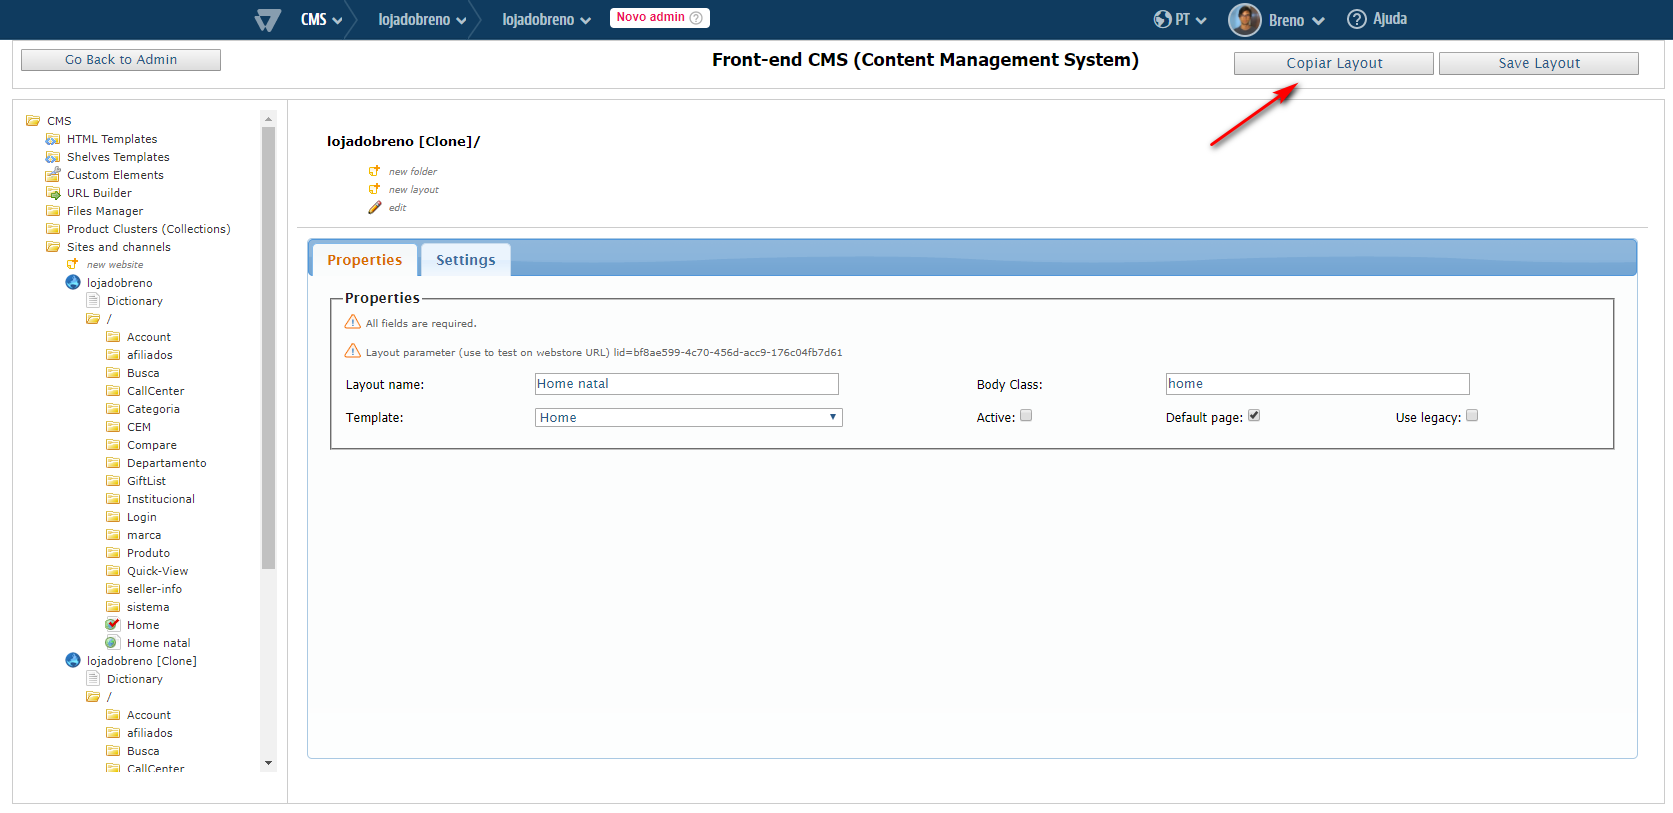 CMS lojadobreno lojadobreno Novo admin ? PT Breno ? Ajuda
Go Back to Admin
Front-end CMS (Content Management System)
Copiar Layout
Save Layout
CMS
HTML Templates
Shelves Templates
Custom Elements
URL Builder
Files Manager
Product Clusters (Collections)
Sites and channels
new website
lojadobreno
Dictionary
/
Account
afiliados
Busca
CallCenter
Categoria
CEM
Compare
Departamento
GiftList
Institucional
Login
marca
Produto
Quick-View
seller-info
sistema
Home
Home natal
lojadobreno [Clone]
Dictionary
/
Account
afiliados
Busca
CallCenter
lojadobreno [Clone]/
new folder
new layout
edit
Properties Settings
Properties
All fields are required.
Layout parameter (use to test on webstore URL) lid=bf8ae599-4c70-456d-acc9-176c04fb7d61
Layout name: Home natal Body Class: home
Template: Home Active: Default page: Use legacy: